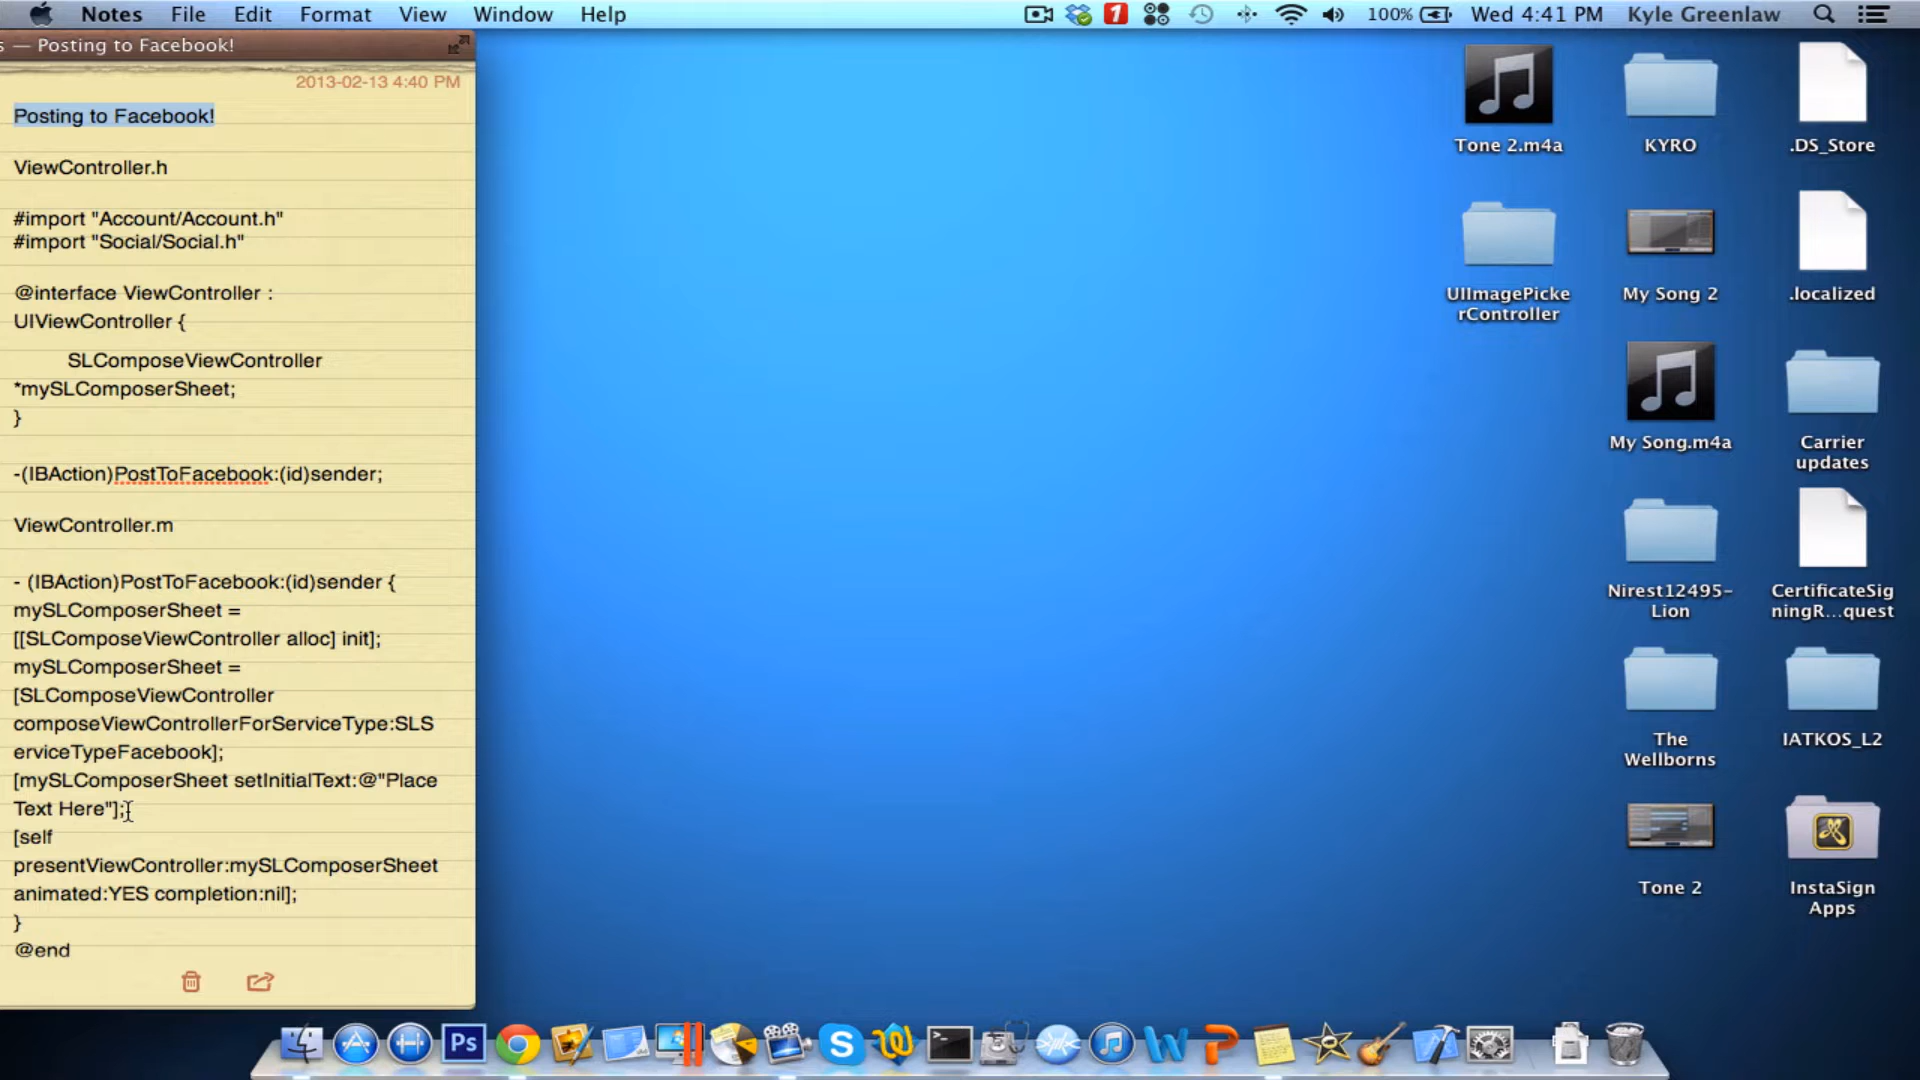 Notes File Edit Format View Window Help
1 100% Wed 4:41 PM Kyle Greenlaw
s — Posting to Facebook!
2013-02-13 4:40 PM
Posting to Facebook!
ViewController.h
#import "Account/Account.h"
#import "Social/Social.h"
@interface ViewController :
UIViewController {
SLComposeViewController
*mySLComposerSheet;
}
-(IBAction)PostToFacebook:(id)sender;
ViewController.m
- (IBAction)PostToFacebook:(id)sender {
mySLComposerSheet =
[[SLComposeViewController alloc] init];
mySLComposerSheet =
[SLComposeViewController
composeViewControllerForServiceType:SLS
erviceTypeFacebook];
[mySLComposerSheet setInitialText:@"Place
Text Here"];
[self
presentViewController:mySLComposerSheet
animated:YES completion:nil];
}
@end
Tone 2.m4a
KYRO
.DS_Store
UIImagePicke
rController
My Song 2
.localized
My Song.m4a
Carrier
updates
Nirest12495-
Lion
CertificateSig
ningR...quest
The
Wellborns
IATKOS_L2
Tone 2
InstaSign
Apps
Ps